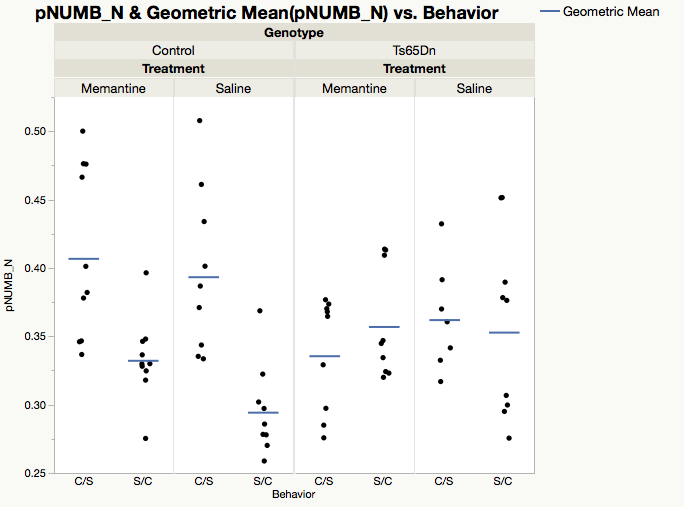 pNUMB_N & Geometric Mean(pNUMB_N) vs. Behavior
Geometric Mean
Genotype
Control Ts65Dn
Treatment Treatment
Memantine Saline Memantine Saline
0.50
0.45
0.40
0.35
0.30
0.25
pNUMB_N
C/S S/C C/S S/C C/S S/C C/S S/C
Behavior